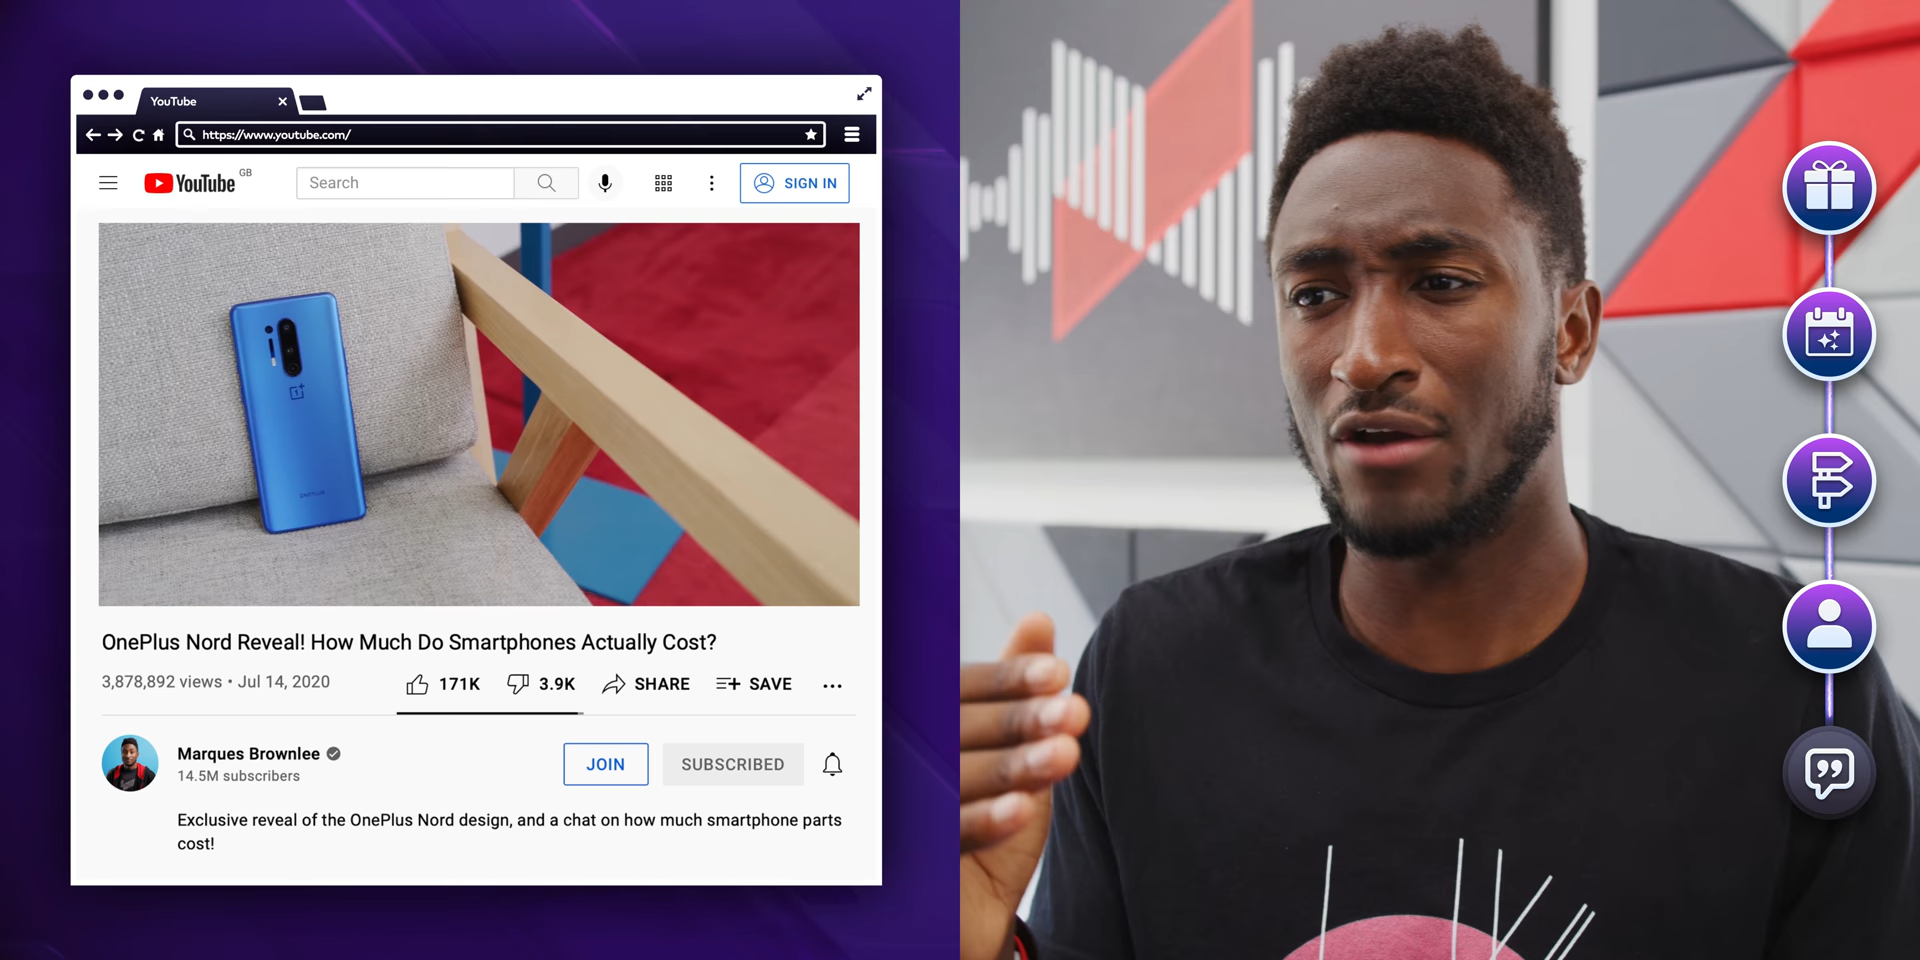 YouTube
https://www.youtube.com/
YouTube GB
Search
SIGN IN
ONEPLUS
OnePlus Nord Reveal! How Much Do Smartphones Actually Cost?
3,878,892 views • Jul 14, 2020
171K
3.9K
SHARE
SAVE
Marques Brownlee
14.5M subscribers
JOIN
SUBSCRIBED
Exclusive reveal of the OnePlus Nord design, and a chat on how much smartphone parts
cost!